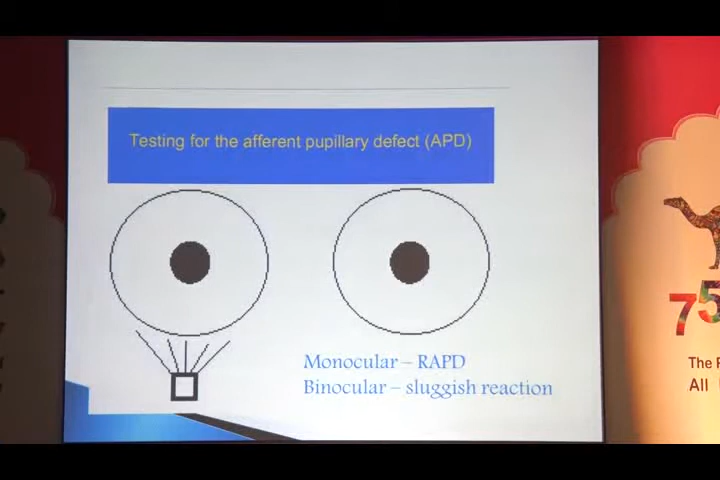 Testing for the afferent pupillary defect (APD)
Monocular – RAPD
Binocular – sluggish reaction
75
The
All